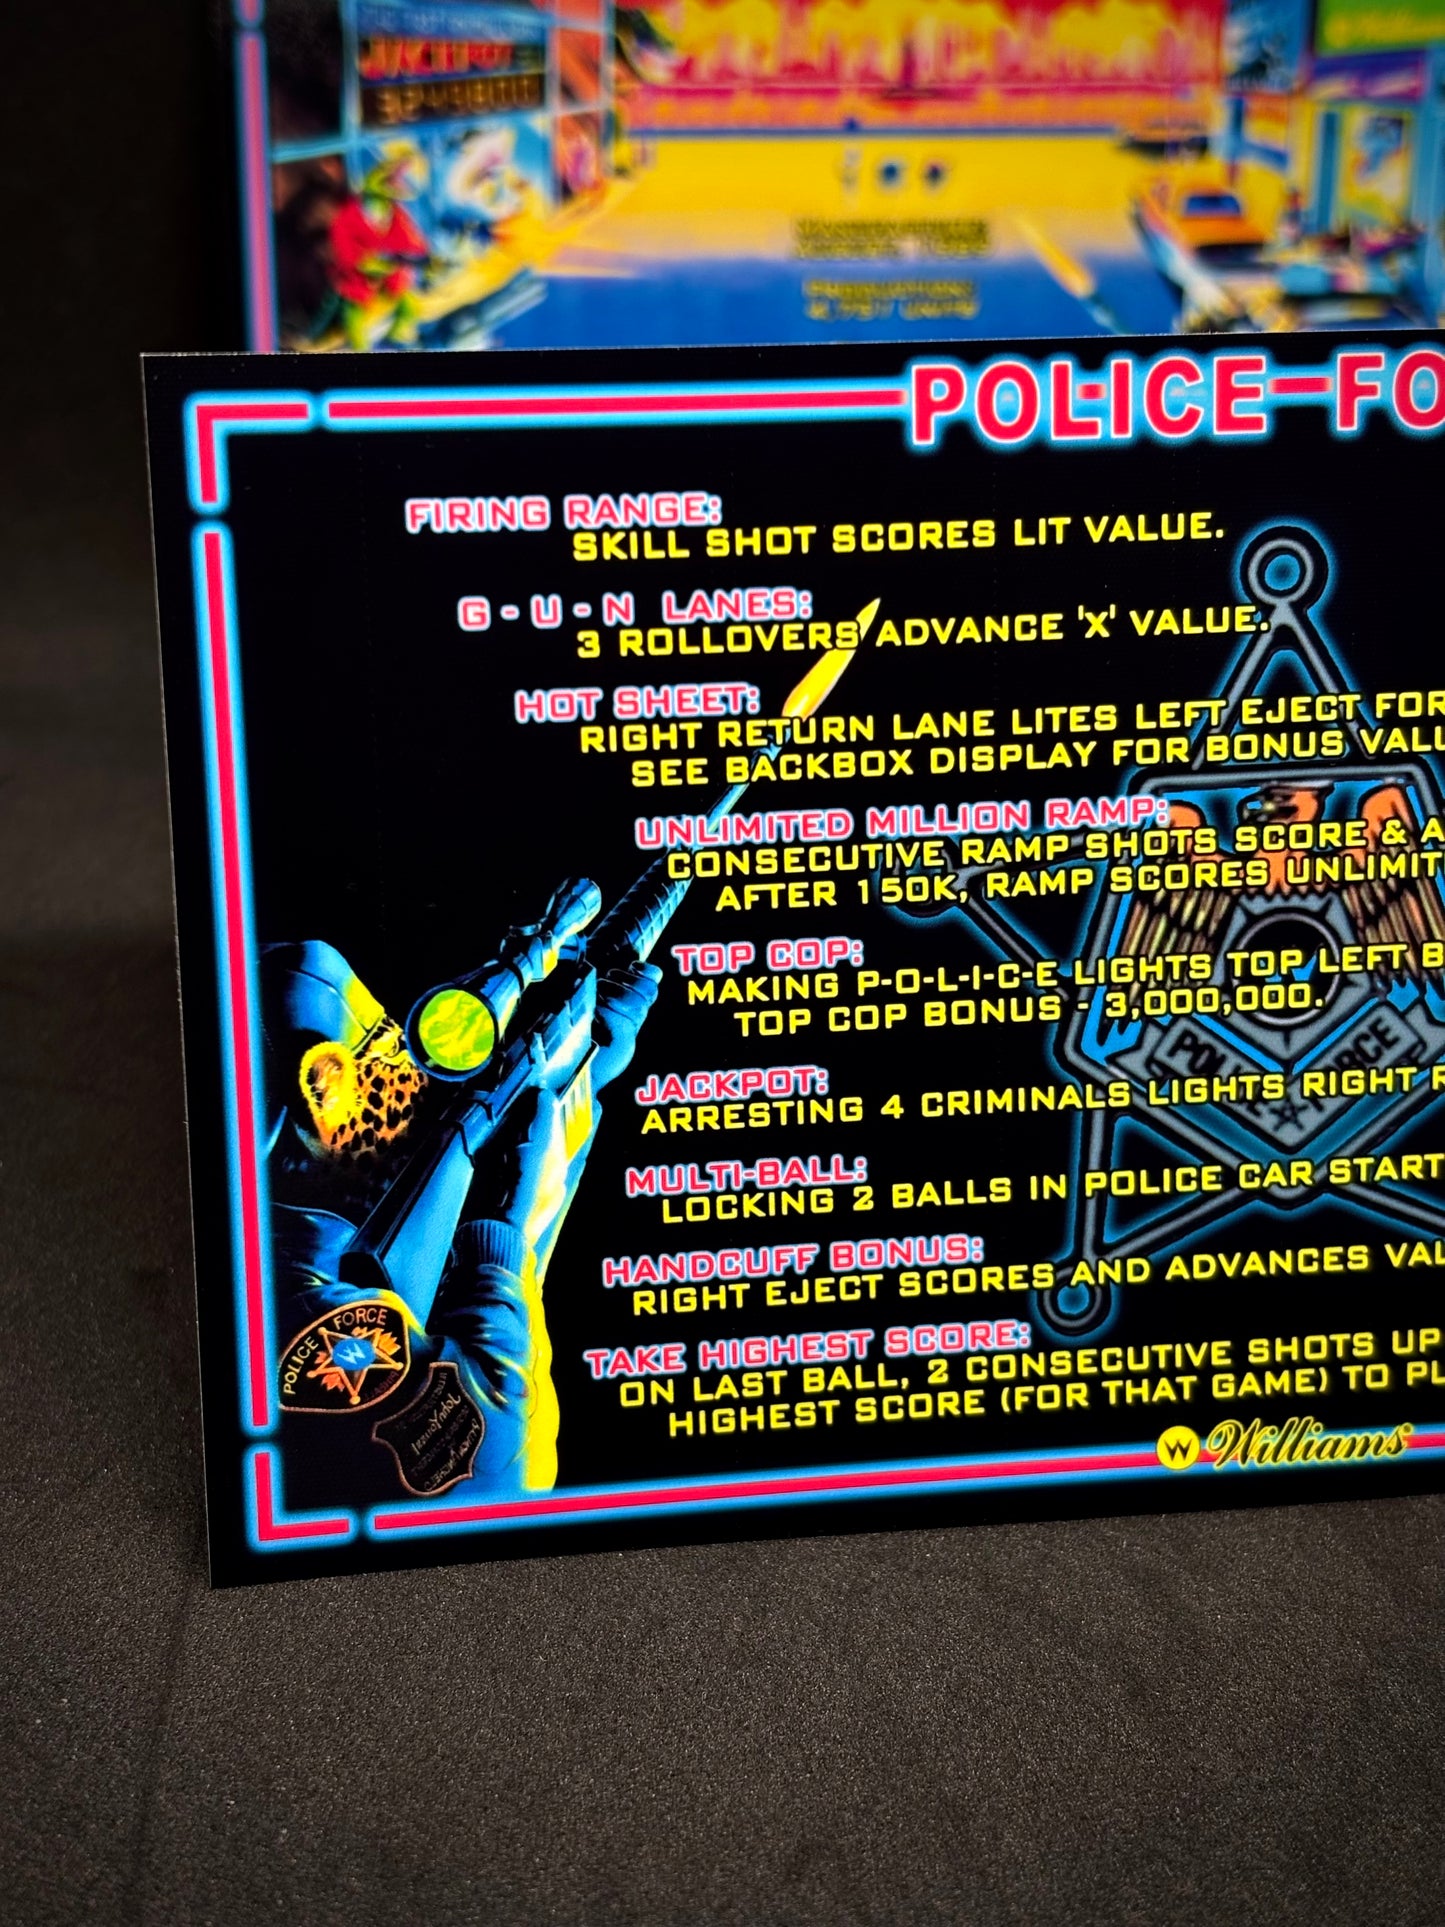 JACKPOT
POLICE FO
FIRING RANGE:
SKILL SHOT SCORES LIT VALUE.
G - U - N LANES:
3 ROLLOVERS ADVANCE 'X' VALUE.
HOT SHEET:
RIGHT RETURN LANE LITES LEFT EJECT FOR
SEE BACKBOX DISPLAY FOR BONUS VALU
UNLIMITED MILLION RAMP:
CONSECUTIVE RAMP SHOTS SCORE & A
AFTER 150K, RAMP SCORES UNLIMIT
TOP COP:
MAKING P-O-L-I-C-E LIGHTS TOP LEFT B
TOP COP BONUS - 3,000,000.
JACKPOT:
ARRESTING 4 CRIMINALS LIGHTS RIGHT R
MULTI-BALL:
LOCKING 2 BALLS IN POLICE CAR START
HANDCUFF BONUS:
RIGHT EJECT SCORES AND ADVANCES VAL
TAKE HIGHEST SCORE:
ON LAST BALL, 2 CONSECUTIVE SHOTS UP
HIGHEST SCORE (FOR THAT GAME) TO PL
W Williams
POLICE FORCE
POLICE FORCE
W